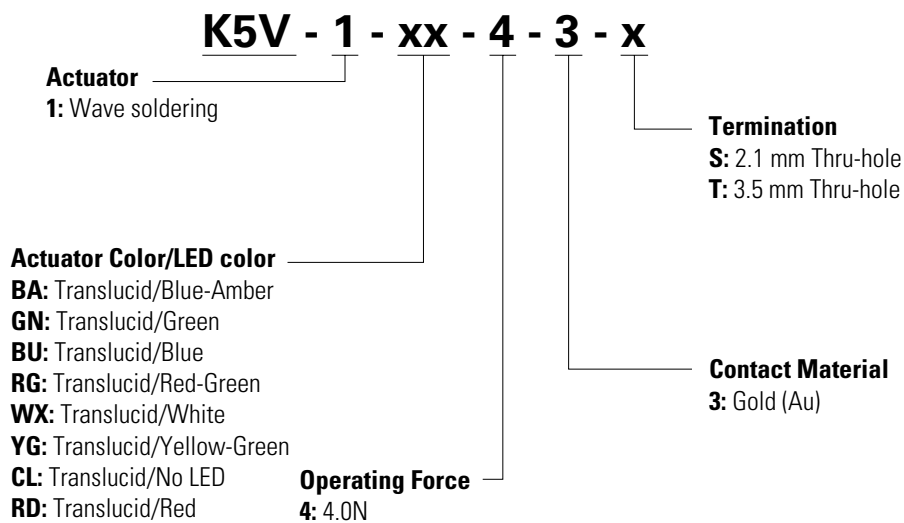 K5V - 1 - xx - 4 - 3 - x
Actuator
1: Wave soldering
Termination
S: 2.1 mm Thru-hole
T: 3.5 mm Thru-hole
Actuator Color/LED color
BA: Translucid/Blue-Amber
GN: Translucid/Green
BU: Translucid/Blue
RG: Translucid/Red-Green
WX: Translucid/White
YG: Translucid/Yellow-Green
CL: Translucid/No LED
RD: Translucid/Red
Contact Material
3: Gold (Au)
Operating Force
4: 4.0N